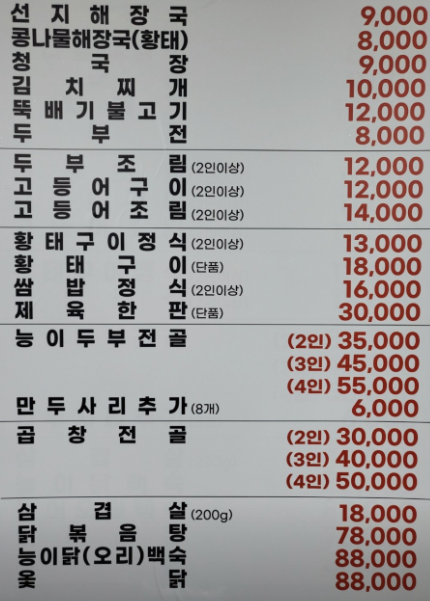 선지해장국 9,000
콩나물해장국(황태) 8,000
청국장 9,000
김치찌개 10,000
뚝배기불고기 12,000
두부전 8,000
두부조림(2인이상) 12,000
고등어구이(2인이상) 12,000
고등어조림(2인이상) 14,000
황태구이정식(2인이상) 13,000
황태구이(단품) 18,000
쌈밥정식(2인이상) 16,000
제육한판(단품) 30,000
능이두부전골 (2인) 35,000
(3인) 45,000
(4인) 55,000
만두사리추가(8개) 6,000
곱창전골 (2인) 30,000
(3인) 40,000
(4인) 50,000
삼겹살(200g) 18,000
닭볶음탕 78,000
능이닭(오리)백숙 88,000
옻닭 88,000